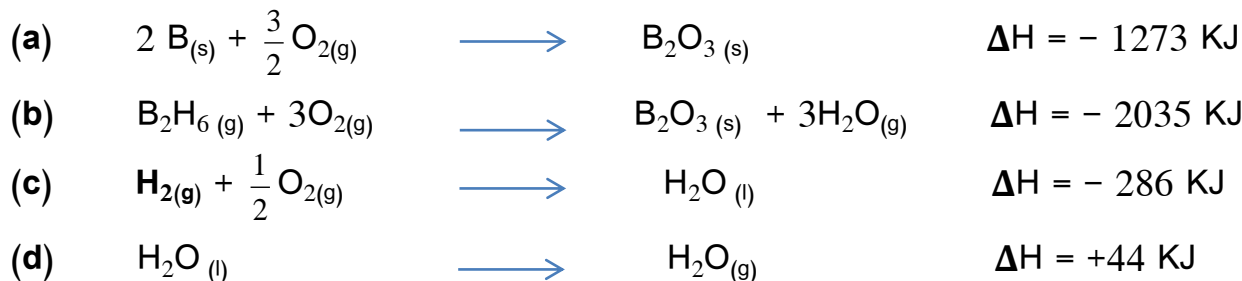 (a) 2 B(s) + 3/2 O2(g) ⟶ B2O3 (s) ΔH = − 1273 KJ
(b) B2H6 (g) + 3O2(g) ⟶ B2O3 (s) + 3H2O(g) ΔH = − 2035 KJ
(c) H2(g) + 1/2 O2(g) ⟶ H2O (l) ΔH = − 286 KJ
(d) H2O (l) ⟶ H2O(g) ΔH = +44 KJ